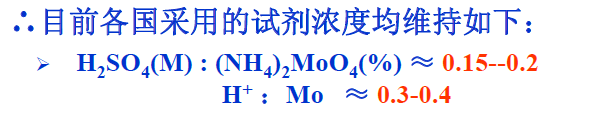 ∴目前各国采用的试剂浓度均维持如下：
➢ H₂SO₄(M) : (NH₄)₂MoO₄(%) ≈ 0.15--0.2
H⁺ ： Mo ≈ 0.3-0.4